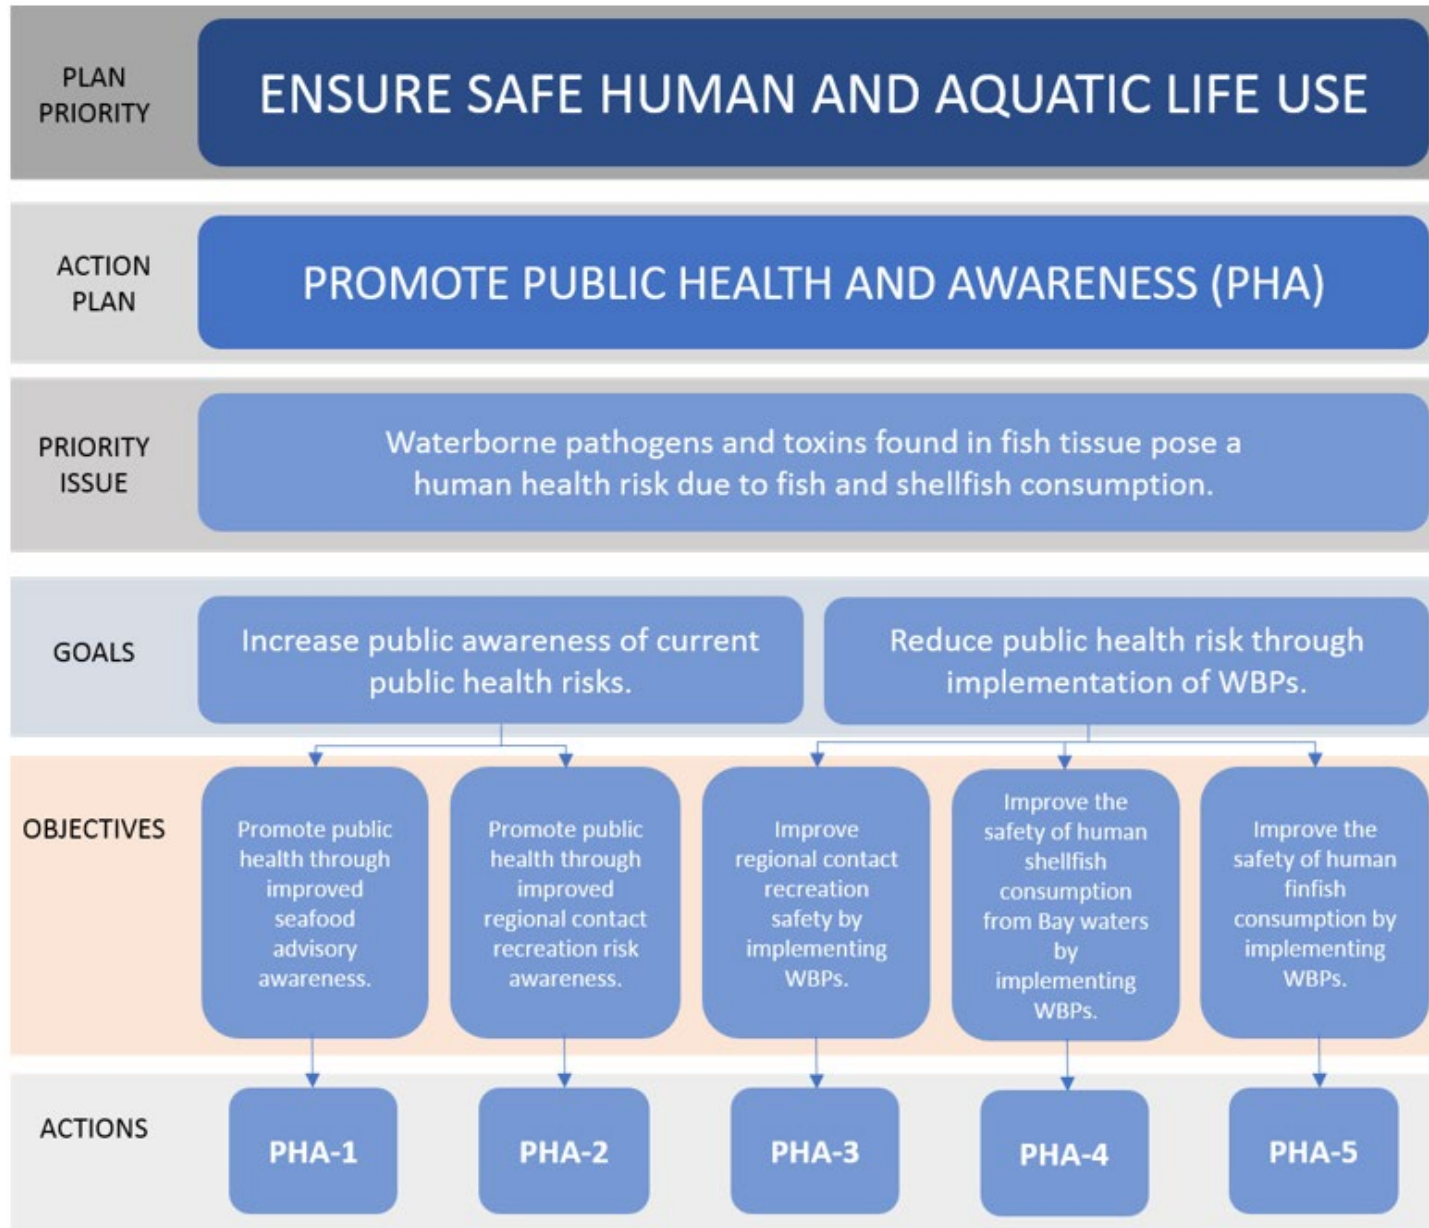 PLAN
PRIORITY
ENSURE SAFE HUMAN AND AQUATIC LIFE USE
ACTION
PLAN
PROMOTE PUBLIC HEALTH AND AWARENESS (PHA)
PRIORITY
ISSUE
Waterborne pathogens and toxins found in fish tissue pose a
human health risk due to fish and shellfish consumption.
GOALS
Increase public awareness of current
public health risks.
Reduce public health risk through
implementation of WBPs.
OBJECTIVES
Promote public
health through
improved
seafood
advisory
awareness.
Promote public
health through
improved
regional contact
recreation risk
awareness.
Improve
regional contact
recreation
safety by
implementing
WBPs.
Improve the
safety of human
shellfish
consumption
from Bay waters
by
implementing
WBPs.
Improve the
safety of human
finfish
consumption by
implementing
WBPs.
ACTIONS
PHA-1
PHA-2
PHA-3
PHA-4
PHA-5